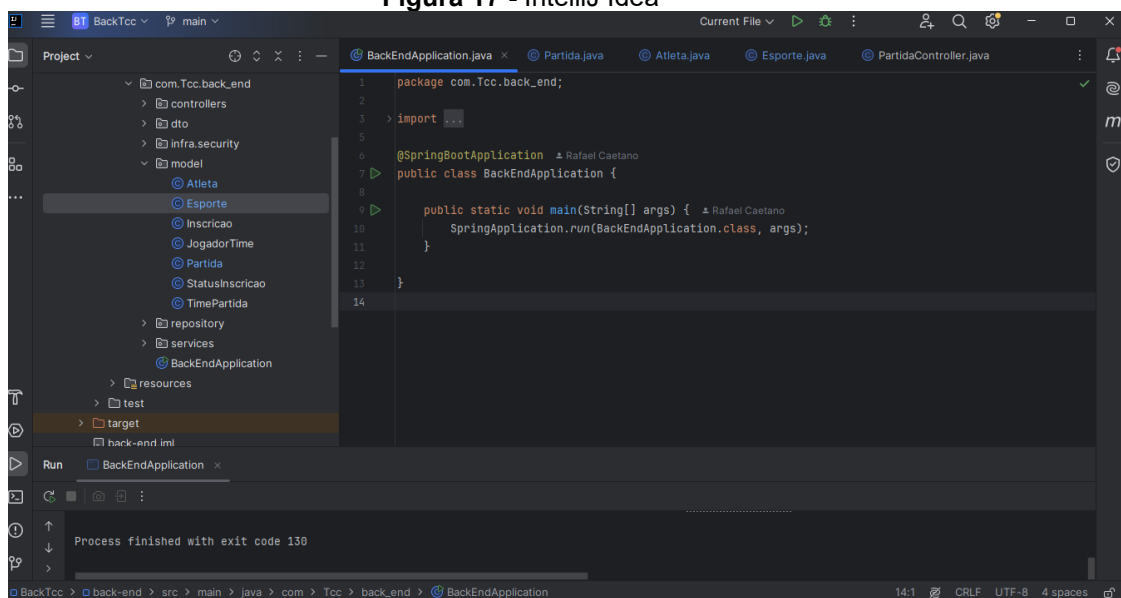 Figura 17 - Intellij Idea
BT BackTcc main Current File
Project
com.Tcc.back_end
controllers
dto
infra.security
model
Atleta
Esporte
Inscricao
JogadorTime
Partida
StatusInscricao
TimePartida
repository
services
BackEndApplication
resources
test
target
back-end.iml
BackEndApplication.java Partida.java Atleta.java Esporte.java PartidaController.java
1 package com.Tcc.back_end;
2
3 import ...
5
6 @SpringBootApplication Rafael Caetano
7 public class BackEndApplication {
8
9 public static void main(String[] args) { Rafael Caetano
10 SpringApplication.run(BackEndApplication.class, args);
11 }
12
13 }
14
Run BackEndApplication
Process finished with exit code 130
BackTcc > back-end > src > main > java > com > Tcc > back_end > BackEndApplication 14:1 CRLF UTF-8 4 spaces